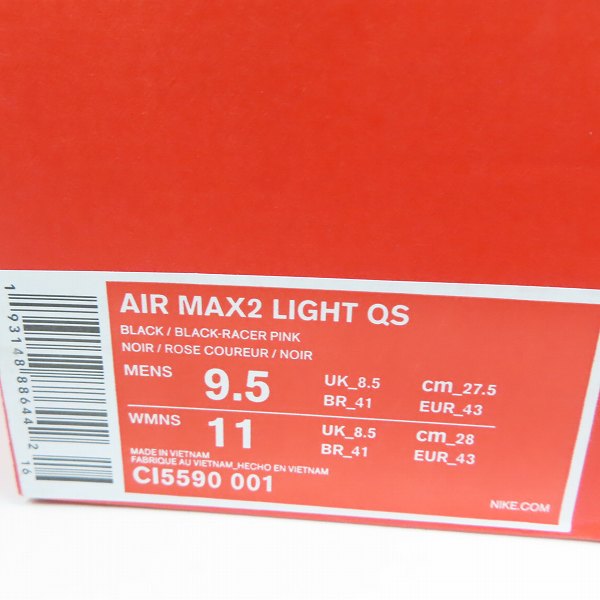 AIR MAX2 LIGHT QS
BLACK / BLACK-RACER PINK
NOIR / ROSE COUREUR / NOIR
MENS 9.5 UK_8.5 cm_27.5
BR_41 EUR_43
WMNS 11 UK_8.5 cm_28
BR_41 EUR_43
MADE IN VIETNAM
FABRIQUE AU VIETNAM_HECHO EN VIETNAM
CI5590 001
NIKE.COM
1 93148 88644 2
16